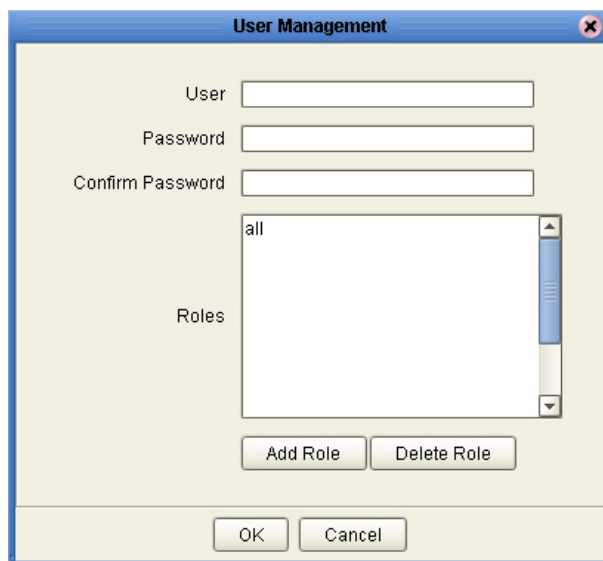 User Management
User
Password
Confirm Password
all
Roles
Add Role Delete Role
OK Cancel